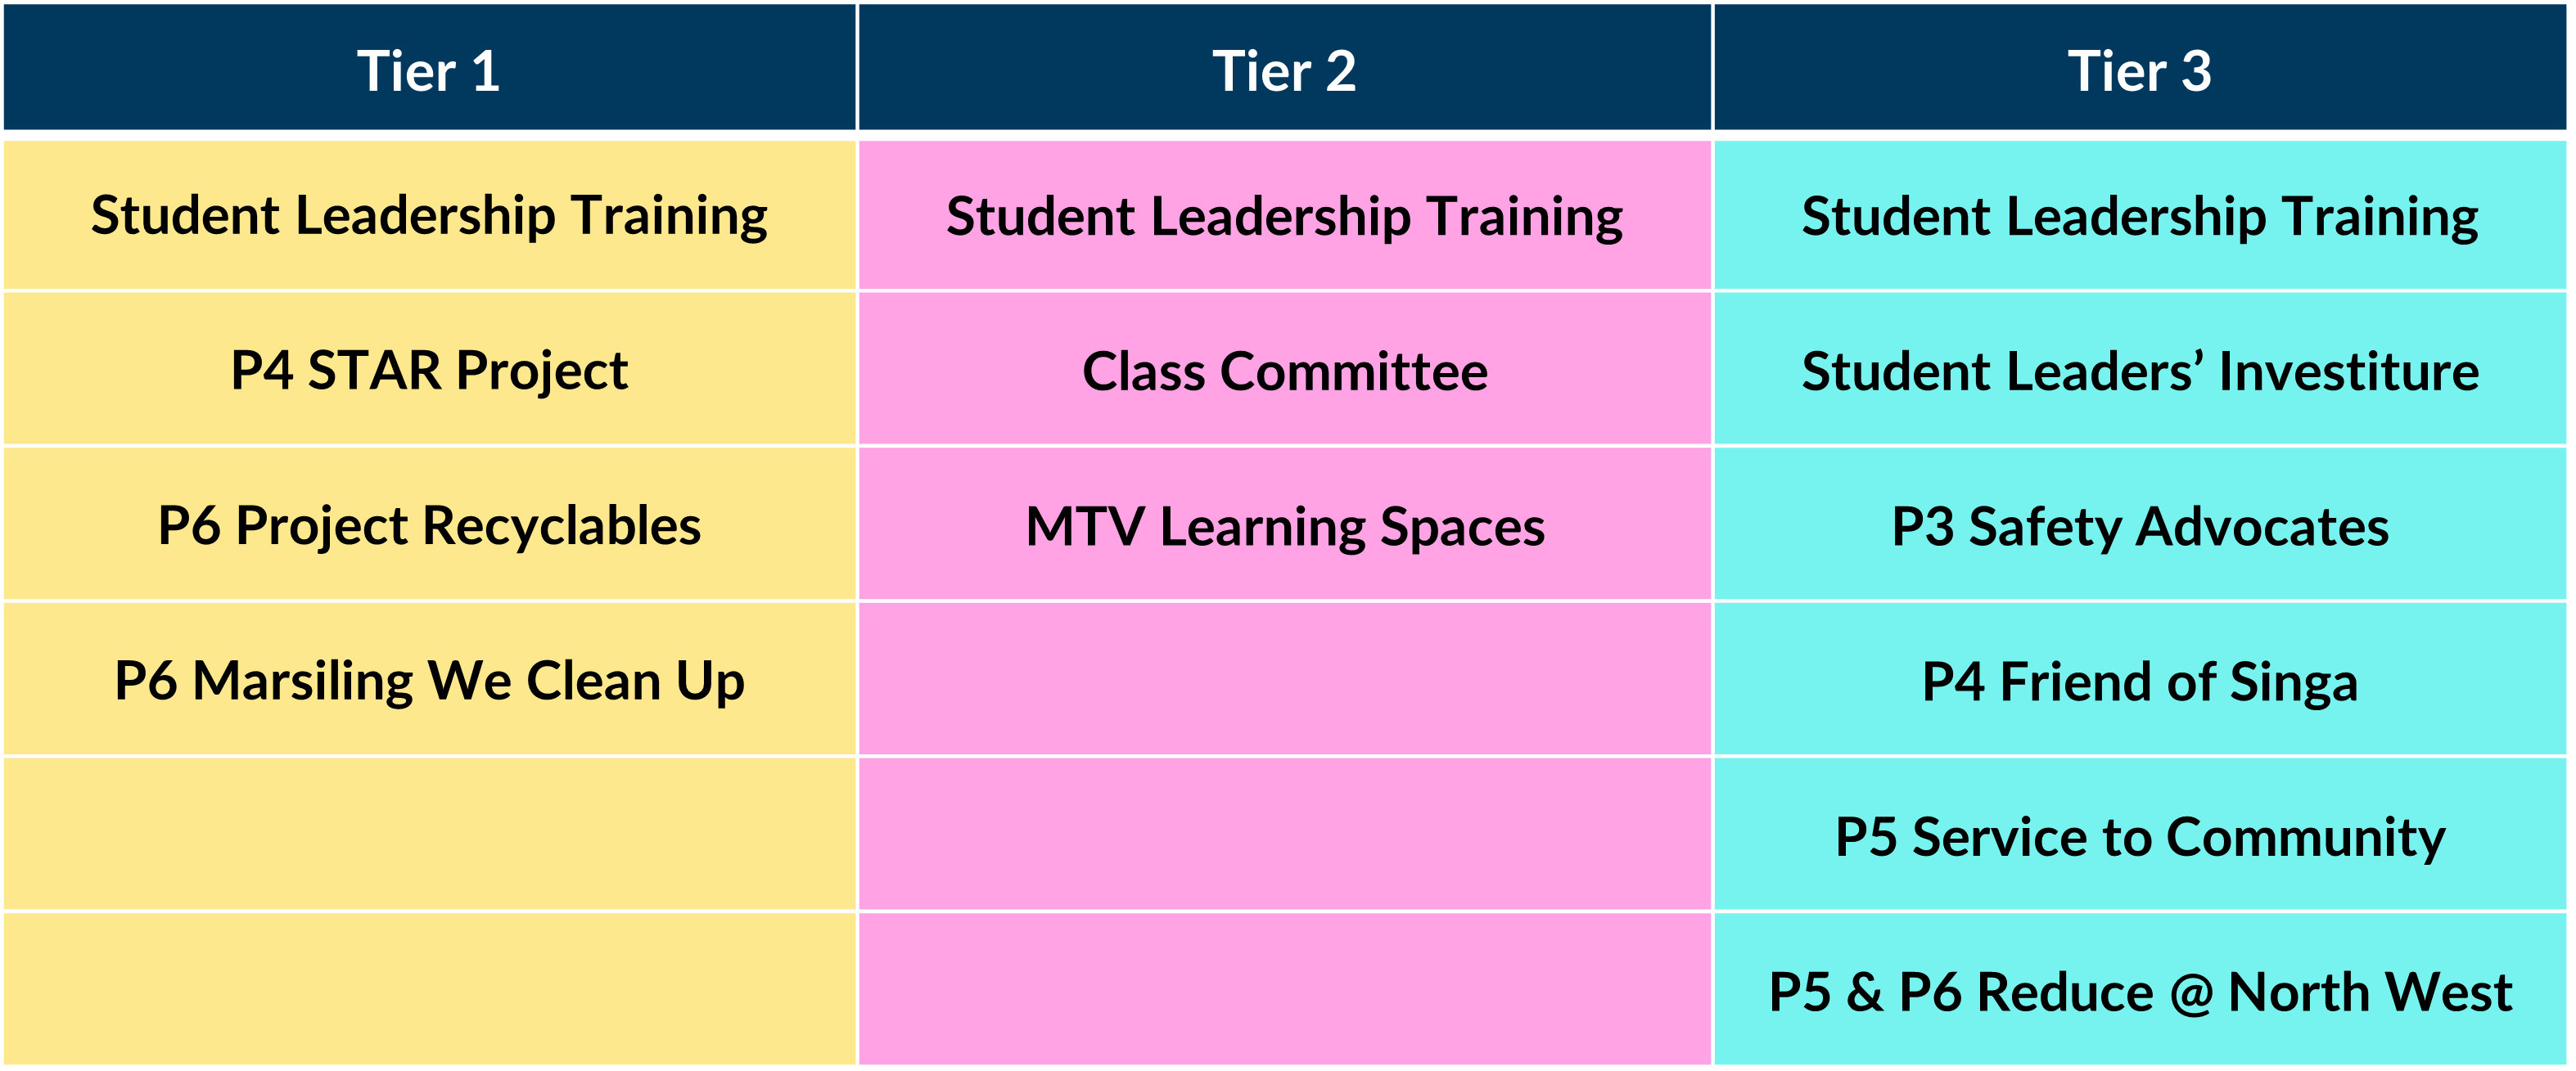 Tier 1
Tier 2
Tier 3
Student Leadership Training
Student Leadership Training
Student Leadership Training
P4 STAR Project
Class Committee
Student Leaders’ Investiture
P6 Project Recyclables
MTV Learning Spaces
P3 Safety Advocates
P6 Marsiling We Clean Up
P4 Friend of Singa
P5 Service to Community
P5 & P6 Reduce @ North West